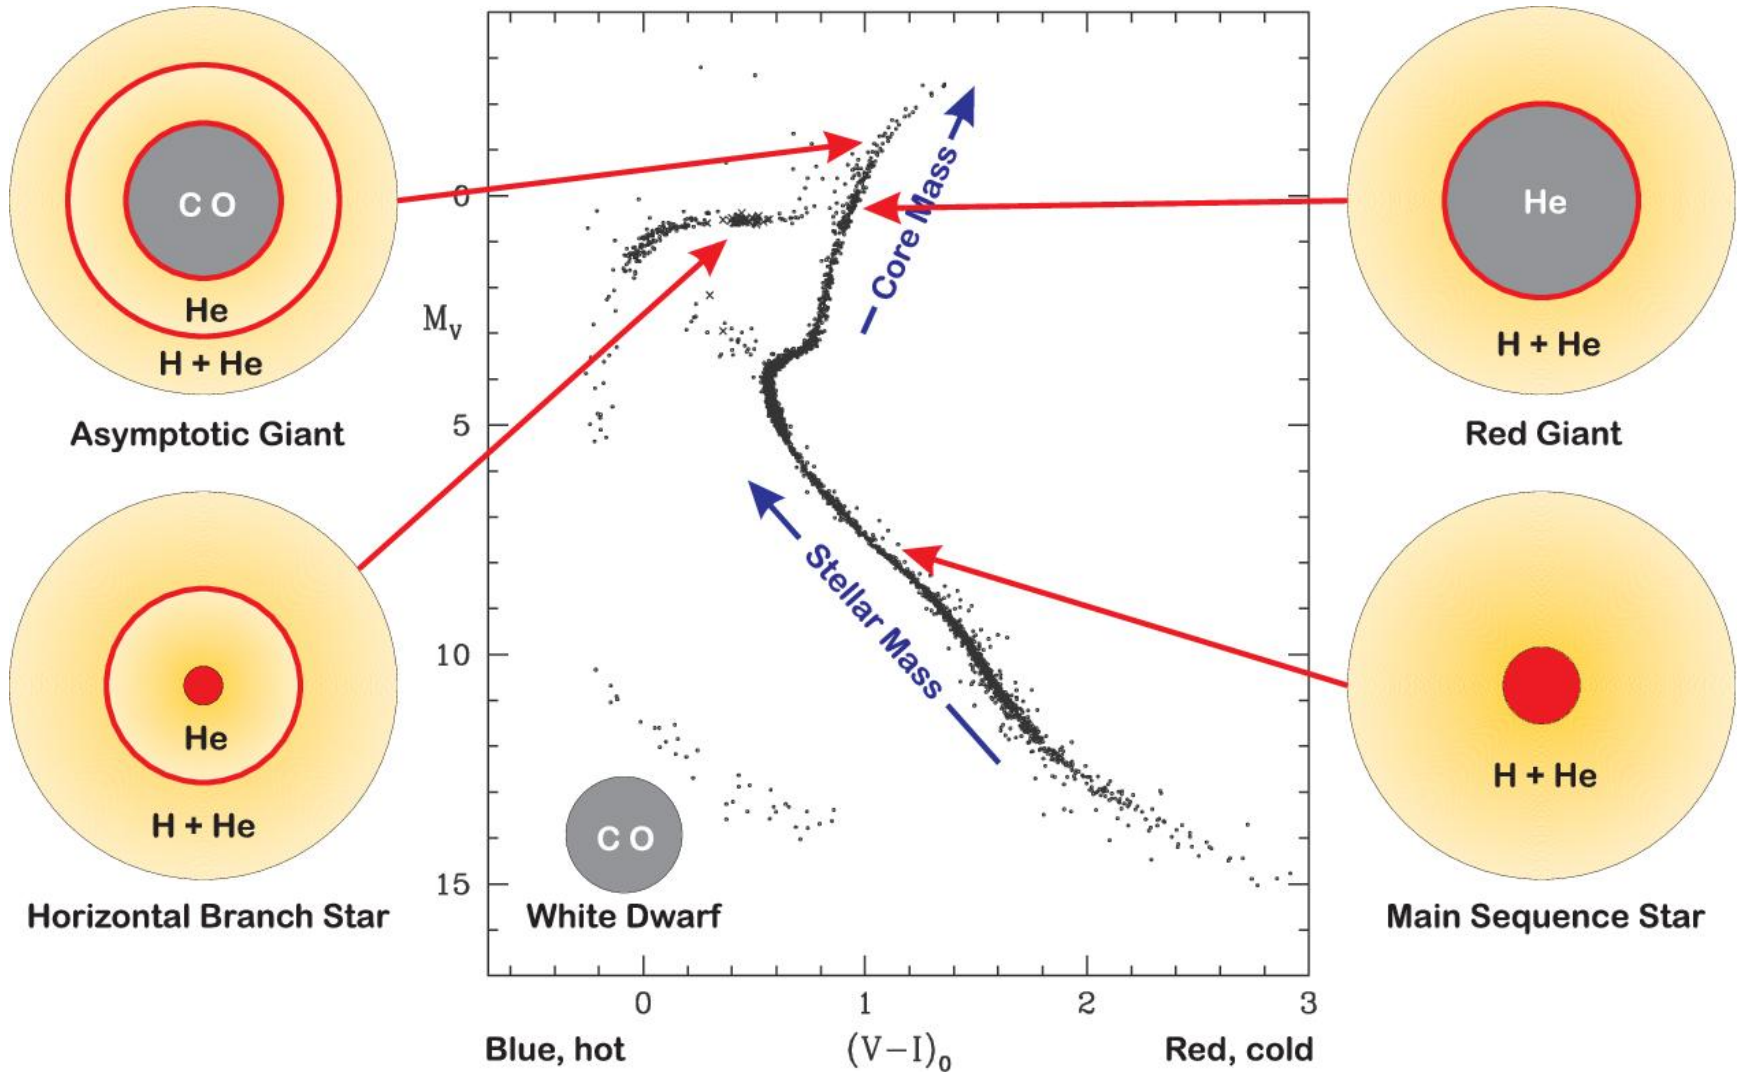 C O
He
H + He
Asymptotic Giant
He
H + He
Horizontal Branch Star
0
5
10
15
M_V
Core Mass
Stellar Mass
C O
White Dwarf
0 1 2 3
Blue, hot
(V−I)₀
Red, cold
He
H + He
Red Giant
H + He
Main Sequence Star